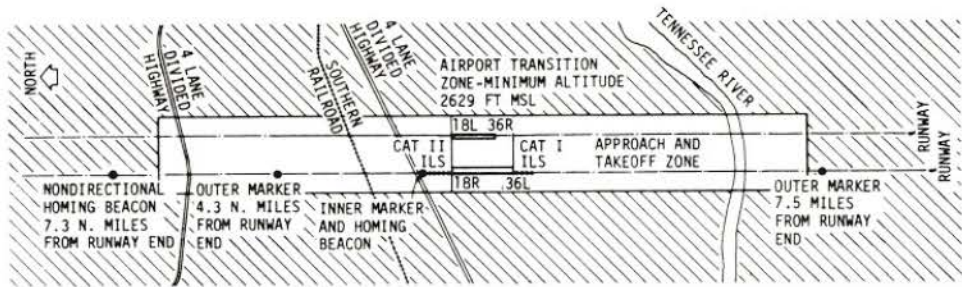 NORTH
4 LANE
DIVIDED
HIGHWAY
SOUTHERN
RAILROAD
4 LANE
DIVIDED
HIGHWAY
AIRPORT TRANSITION
ZONE-MINIMUM ALTITUDE
2629 FT MSL
TENNESSEE RIVER
18L 36R
CAT II
ILS
CAT I
ILS
APPROACH AND
TAKEOFF ZONE
18R 36L
RUNWAY
RUNWAY
NONDIRECTIONAL
HOMING BEACON
7.3 N. MILES
FROM RUNWAY END
OUTER MARKER
4.3 N. MILES
FROM RUNWAY
END
INNER MARKER
AND HOMING
BEACON
OUTER MARKER
7.5 MILES
FROM RUNWAY
END